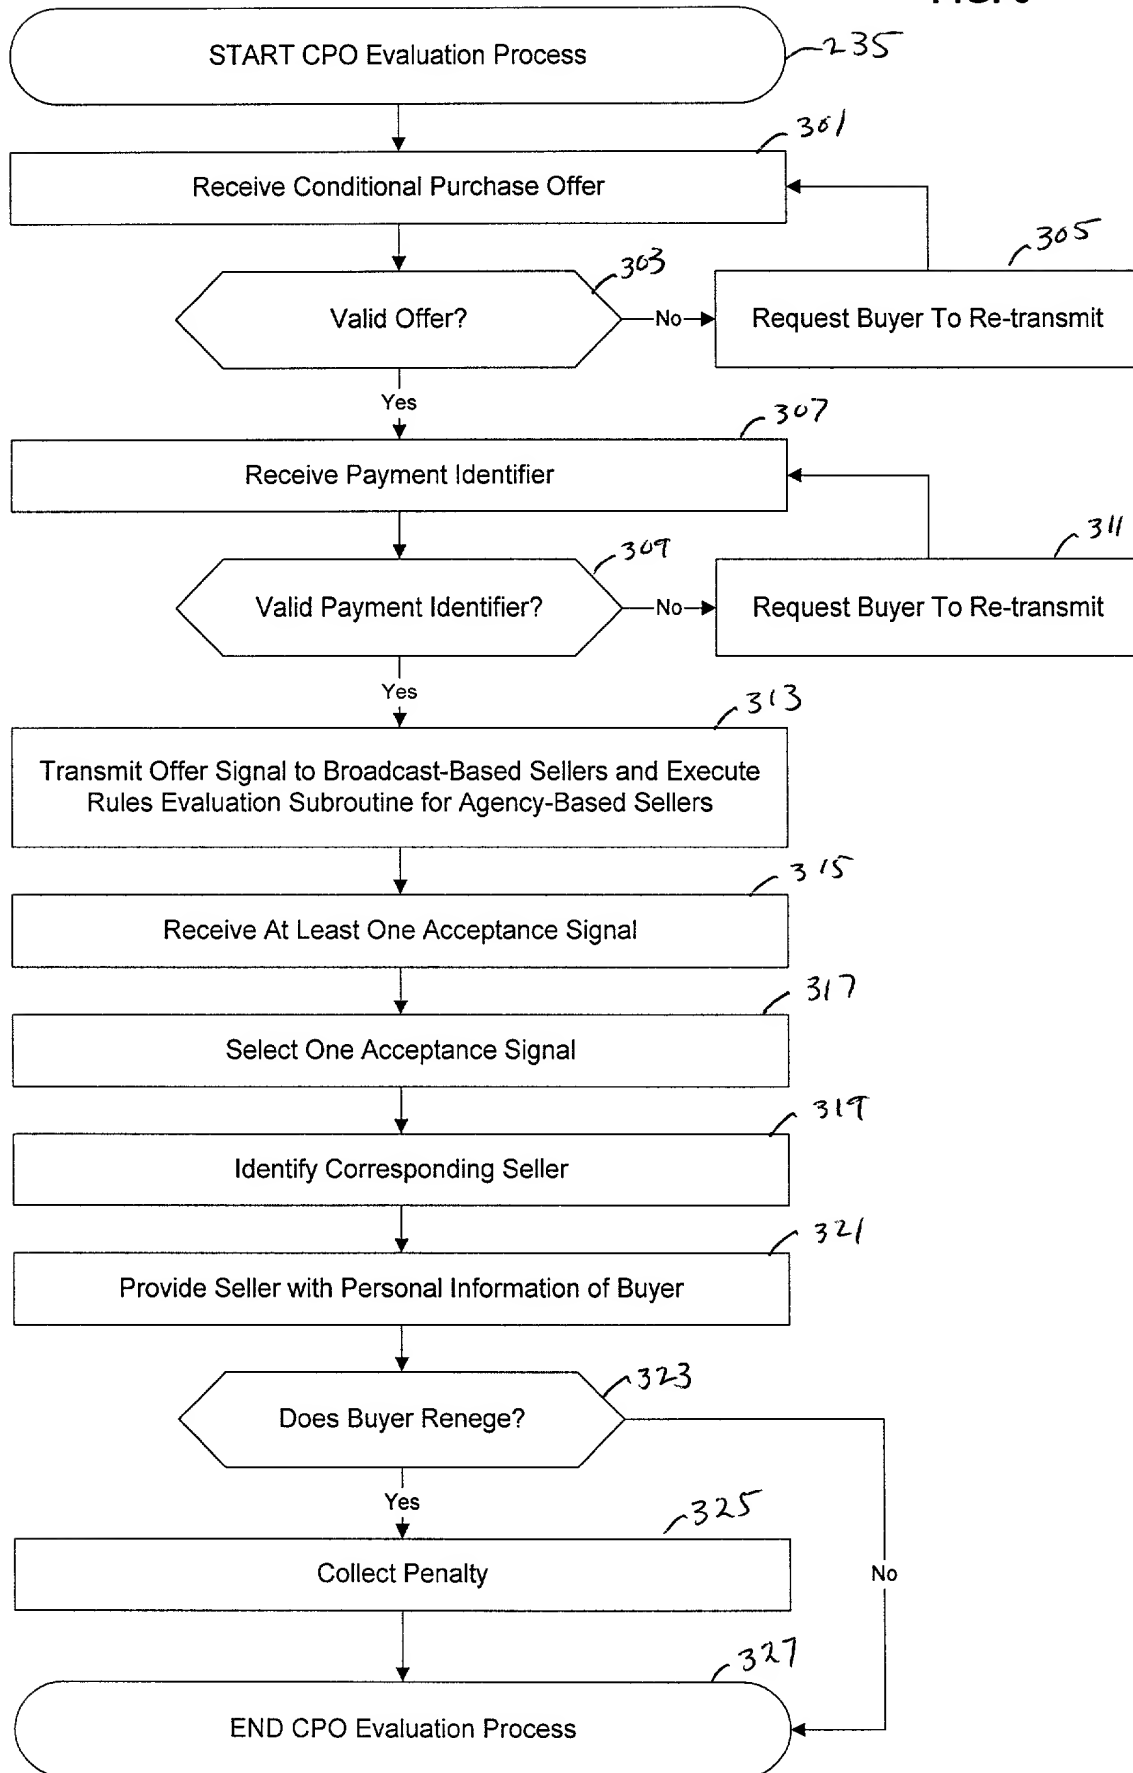 START CPO Evaluation Process
235
301
Receive Conditional Purchase Offer
305
303
Valid Offer?
No
Request Buyer To Re-transmit
Yes
307
Receive Payment Identifier
311
309
Valid Payment Identifier?
No
Request Buyer To Re-transmit
Yes
313
Transmit Offer Signal to Broadcast-Based Sellers and Execute
Rules Evaluation Subroutine for Agency-Based Sellers
315
Receive At Least One Acceptance Signal
317
Select One Acceptance Signal
319
Identify Corresponding Seller
321
Provide Seller with Personal Information of Buyer
323
Does Buyer Renege?
Yes
325
Collect Penalty
No
327
END CPO Evaluation Process